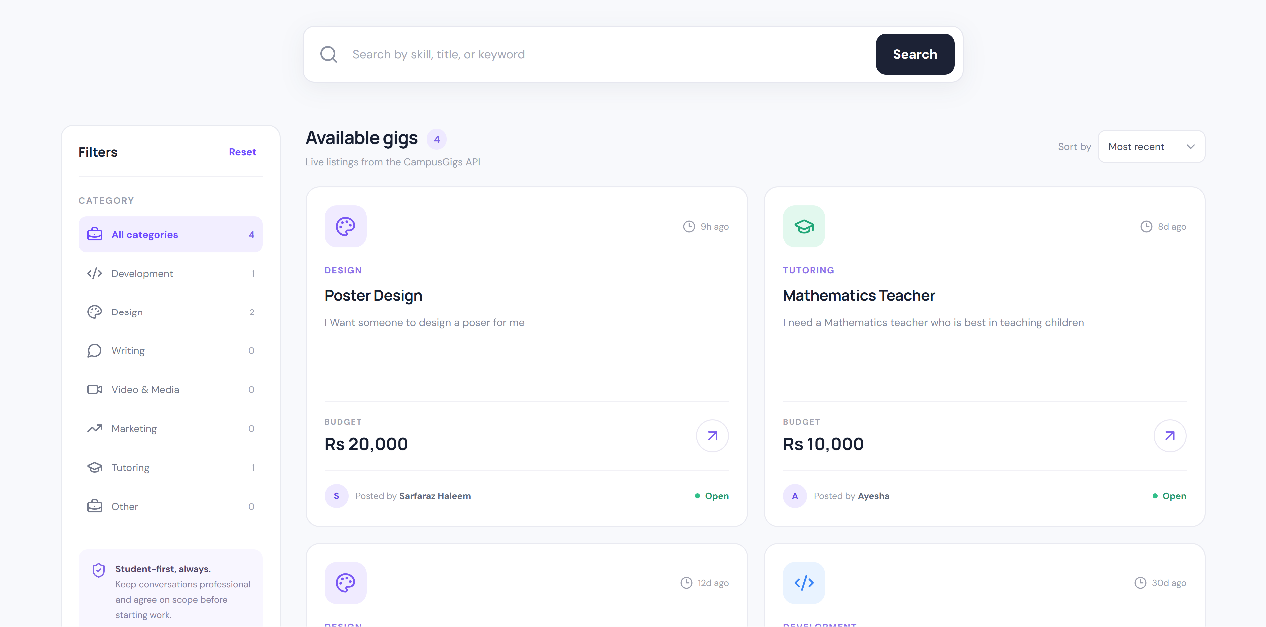 Search by skill, title, or keyword
Search
Filters
Reset
CATEGORY
All categories 4
Development 1
Design 2
Writing 0
Video & Media 0
Marketing 0
Tutoring 1
Other 0
Student-first, always.
Keep conversations professional
and agree on scope before
starting work.
Available gigs 4
Live listings from the CampusGigs API
Sort by Most recent
9h ago
DESIGN
Poster Design
I Want someone to design a poser for me
BUDGET
Rs 20,000
S Posted by Sarfaraz Haleem Open
8d ago
TUTORING
Mathematics Teacher
I need a Mathematics teacher who is best in teaching children
BUDGET
Rs 10,000
A Posted by Ayesha Open
12d ago
DESIGN
30d ago
DEVELOPMENT